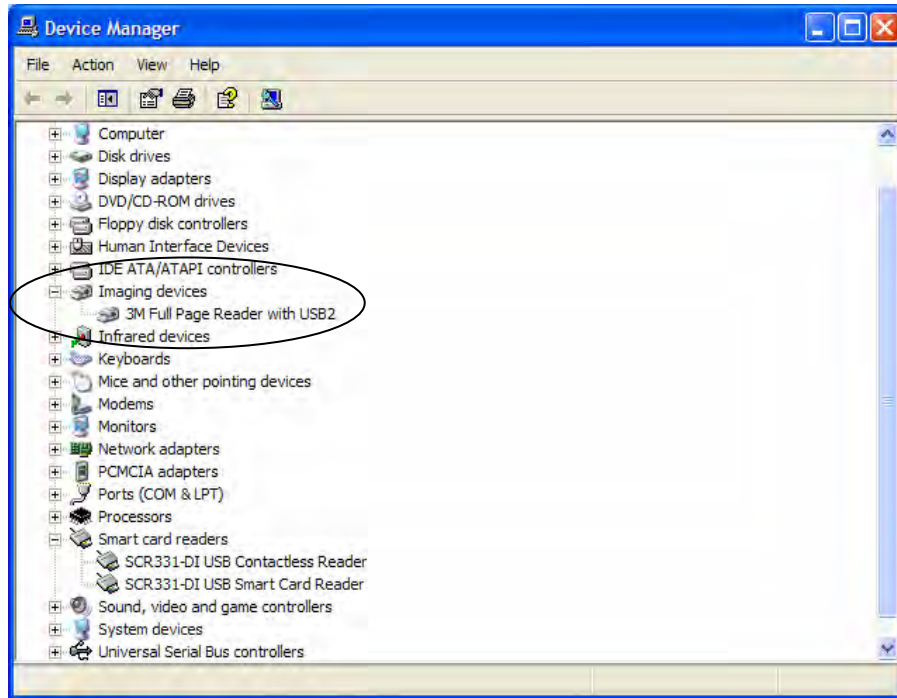 Device Manager
File Action View Help
Computer
Disk drives
Display adapters
DVD/CD-ROM drives
Floppy disk controllers
Human Interface Devices
IDE ATA/ATAPI controllers
Imaging devices
3M Full Page Reader with USB2
Infrared devices
Keyboards
Mice and other pointing devices
Modems
Monitors
Network adapters
PCMCIA adapters
Ports (COM & LPT)
Processors
Smart card readers
SCR331-DI USB Contactless Reader
SCR331-DI USB Smart Card Reader
Sound, video and game controllers
System devices
Universal Serial Bus controllers